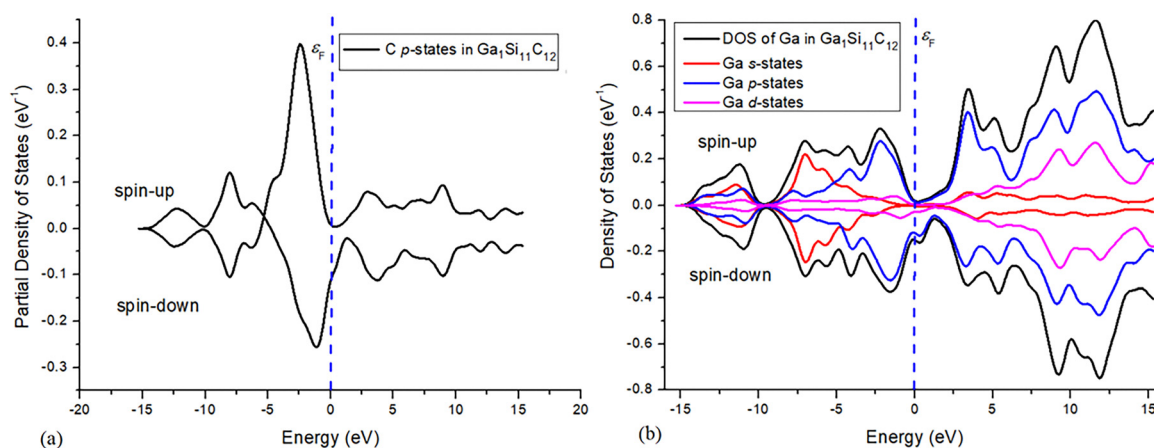 0.4
0.3
0.2
0.1
0.0
-0.1
-0.2
-0.3
Partial Density of States (eV⁻¹)
εF
C p-states in Ga₁Si₁₁C₁₂
spin-up
spin-down
-20 -15 -10 -5 0 5 10 15 20
(a) Energy (eV)
0.8
0.6
0.4
0.2
0.0
-0.2
-0.4
-0.6
-0.8
Density of States (eV⁻¹)
DOS of Ga in Ga₁Si₁₁C₁₂
Ga s-states
Ga p-states
Ga d-states
εF
spin-up
spin-down
-15 -10 -5 0 5 10 15
(b) Energy (eV)